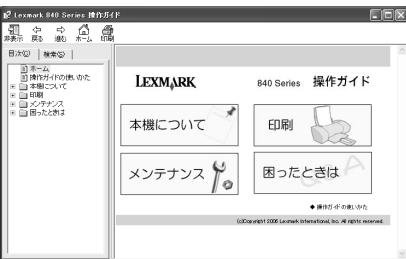 Lexmark 840 Series 操作ガイド
非表示 戻る 進む ホーム 印刷
目次(C) 検索(S)
ホーム
操作ガイドの使いかた
本機について
印刷
メンテナンス
困ったときは
LEXMARK 840 Series 操作ガイド
本機について
印刷
メンテナンス
困ったときは
Q & A
◆ 操作ガイドの使いかた
(c)Copyright 2006 Lexmark International, Inc. All rights reserved.